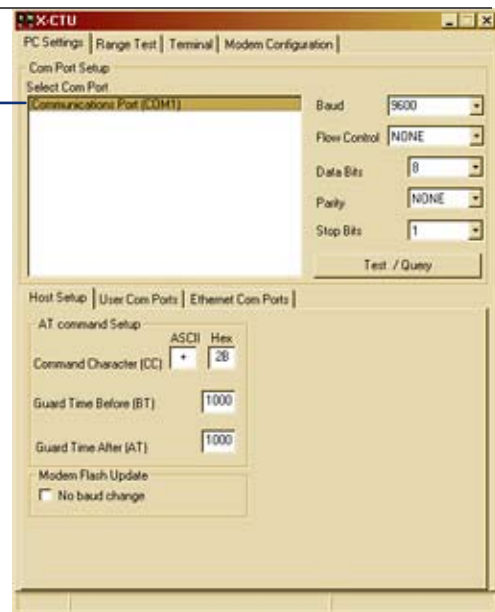 X-CTU
PC Settings Range Test Terminal Modem Configuration
Com Port Setup
Select Com Port
Communications Port (COM1)
Baud 9600
Flow Control NONE
Data Bits 8
Parity NONE
Stop Bits 1
Test / Query
Host Setup User Com Ports Ethernet Com Ports
AT command Setup
ASCII Hex
Command Character (CC) + 2B
Guard Time Before (BT) 1000
Guard Time After (AT) 1000
Modem Flash Update
No baud change